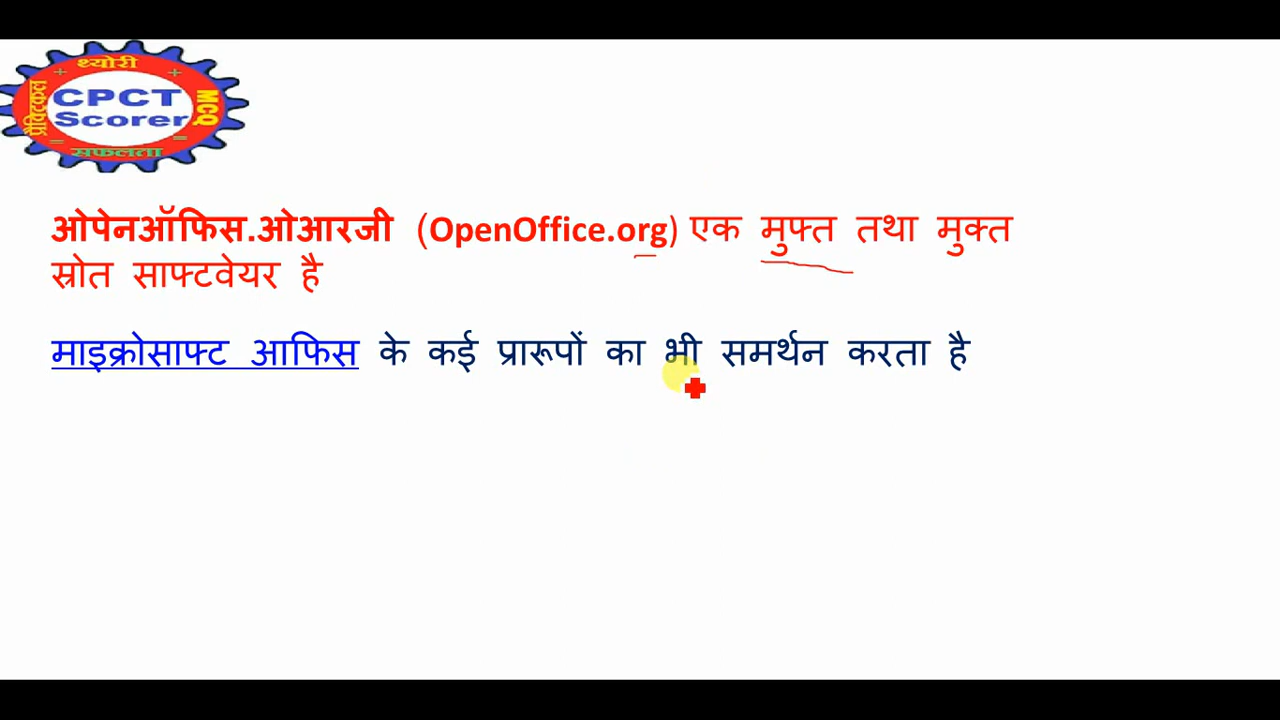 थ्योरी
प्रैक्टिकल
CPCT
Scorer
MCQ
सफलता
ओपेनऑफिस.ओआरजी (OpenOffice.org) एक मुफ्त तथा मुक्त
स्रोत साफ्टवेयर है
माइक्रोसाफ्ट आफिस के कई प्रारूपों का भी समर्थन करता है